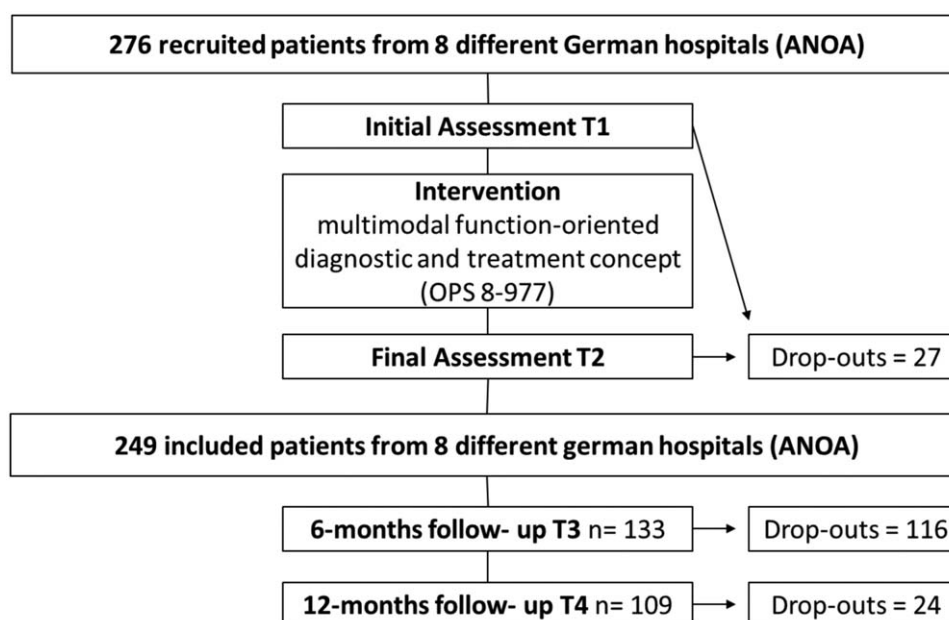 276 recruited patients from 8 different German hospitals (ANOA)
Initial Assessment T1
Intervention
multimodal function-oriented
diagnostic and treatment concept
(OPS 8-977)
Final Assessment T2
Drop-outs = 27
249 included patients from 8 different german hospitals (ANOA)
6-months follow- up T3 n= 133
Drop-outs = 116
12-months follow- up T4 n= 109
Drop-outs = 24